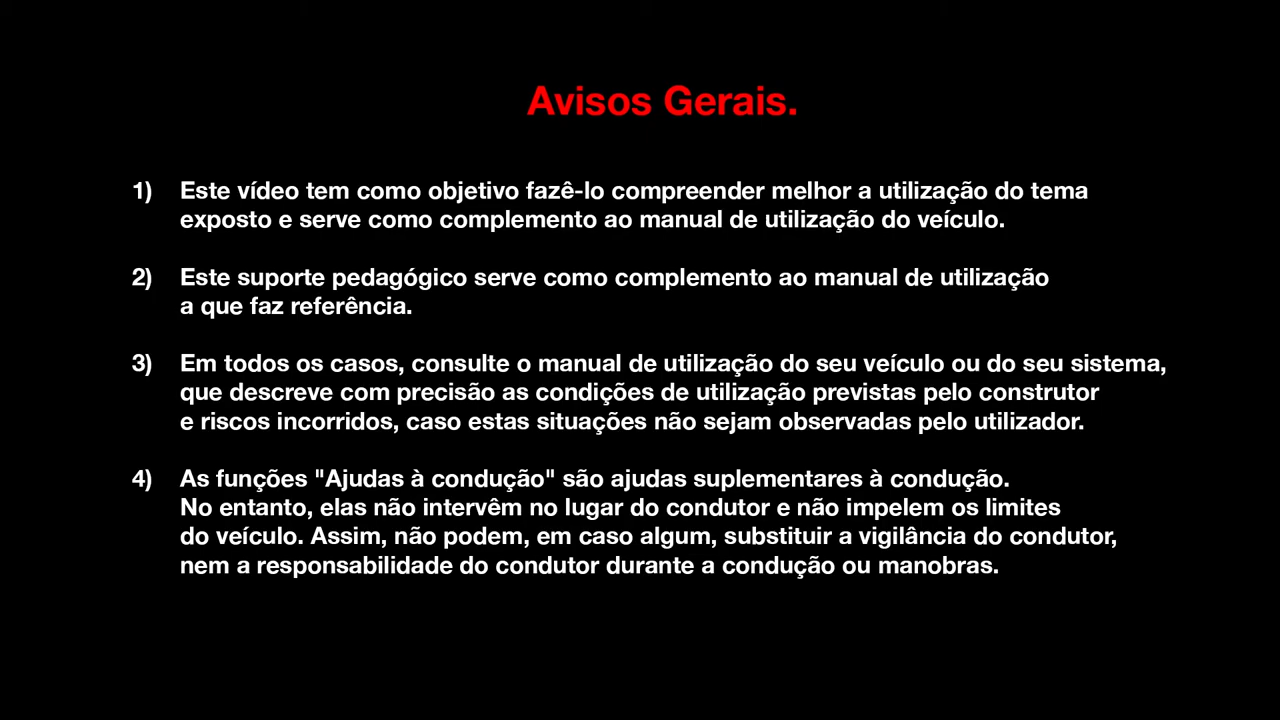 Avisos Gerais.
1) Este vídeo tem como objetivo fazê-lo compreender melhor a utilização do tema
exposto e serve como complemento ao manual de utilização do veículo.
2) Este suporte pedagógico serve como complemento ao manual de utilização
a que faz referência.
3) Em todos os casos, consulte o manual de utilização do seu veículo ou do seu sistema,
que descreve com precisão as condições de utilização previstas pelo construtor
e riscos incorridos, caso estas situações não sejam observadas pelo utilizador.
4) As funções "Ajudas à condução" são ajudas suplementares à condução.
No entanto, elas não intervêm no lugar do condutor e não impelem os limites
do veículo. Assim, não podem, em caso algum, substituir a vigilância do condutor,
nem a responsabilidade do condutor durante a condução ou manobras.